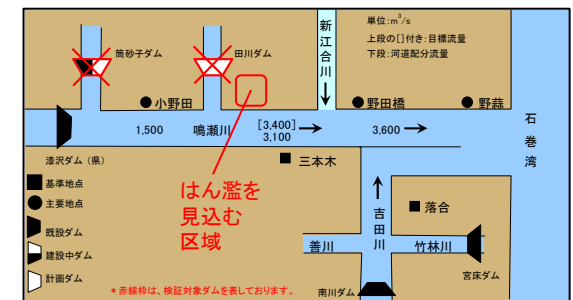 単位:m³/s
上段の[]付き:目標流量
下段:河道配分流量
新江合川
筒砂子ダム
田川ダム
小野田
野田橋
野蒜
石巻湾
1,500
鳴瀬川
[3,400]
3,100
3,600
漆沢ダム（県）
三本木
基準地点
主要地点
既設ダム
建設中ダム
計画ダム
はん濫を
見込む
区域
吉田川
落合
善川
竹林川
宮床ダム
南川ダム
＊赤線枠は、検証対象ダムを表しております。